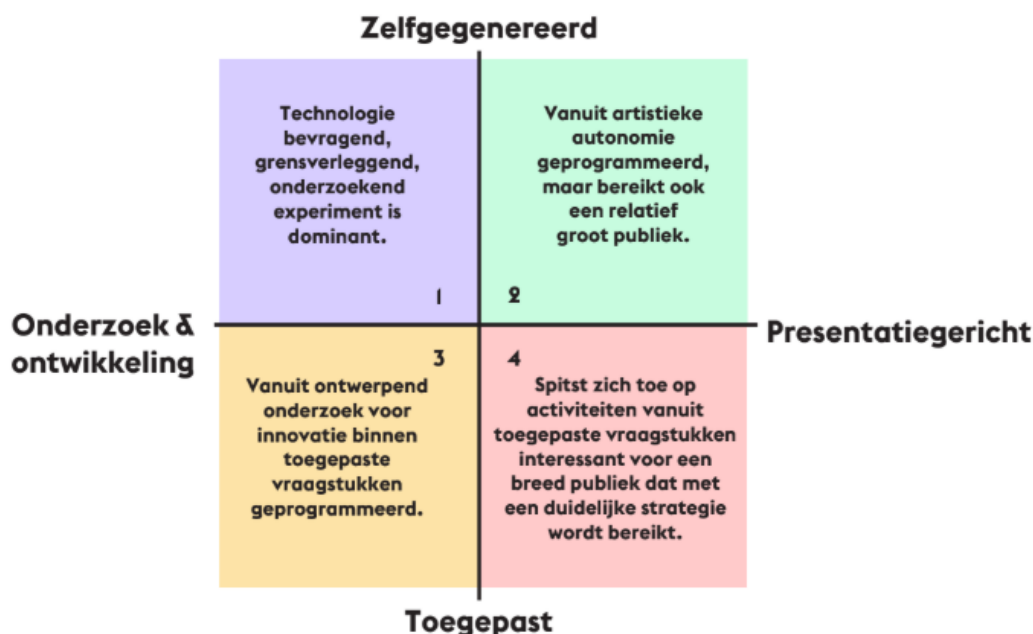 Zelfgegenereerd
Technologie
bevragend,
grensverleggend,
onderzoekend
experiment is
dominant.
1
Vanuit artistieke
autonomie
geprogrammeerd,
maar bereikt ook
een relatief
groot publiek.
2
Onderzoek &
ontwikkeling
Presentatiegericht
3
Vanuit ontwerpend
onderzoek voor
innovatie binnen
toegepaste
vraagstukken
geprogrammeerd.
4
Spitst zich toe op
activiteiten vanuit
toegepaste vraagstukken
interessant voor een
breed publiek dat met
een duidelijke strategie
wordt bereikt.
Toegepast